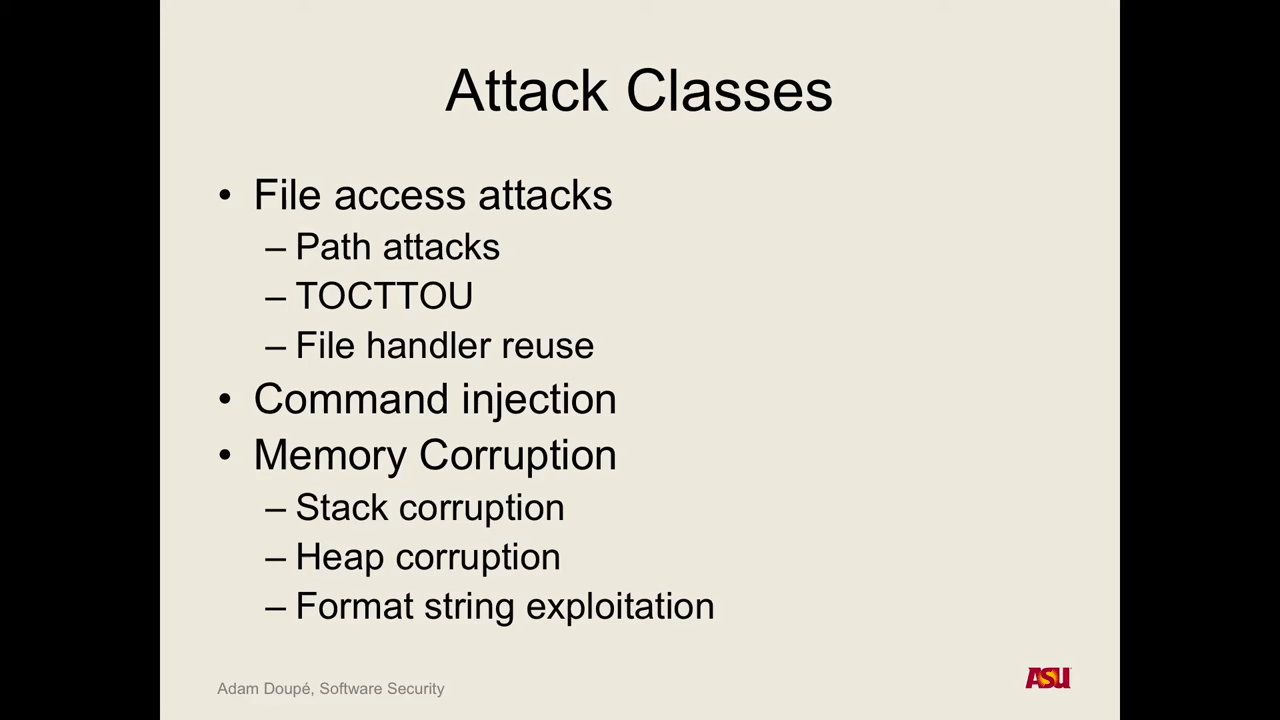 Attack Classes
• File access attacks
– Path attacks
– TOCTTOU
– File handler reuse
• Command injection
• Memory Corruption
– Stack corruption
– Heap corruption
– Format string exploitation
Adam Doupé, Software Security
ASU